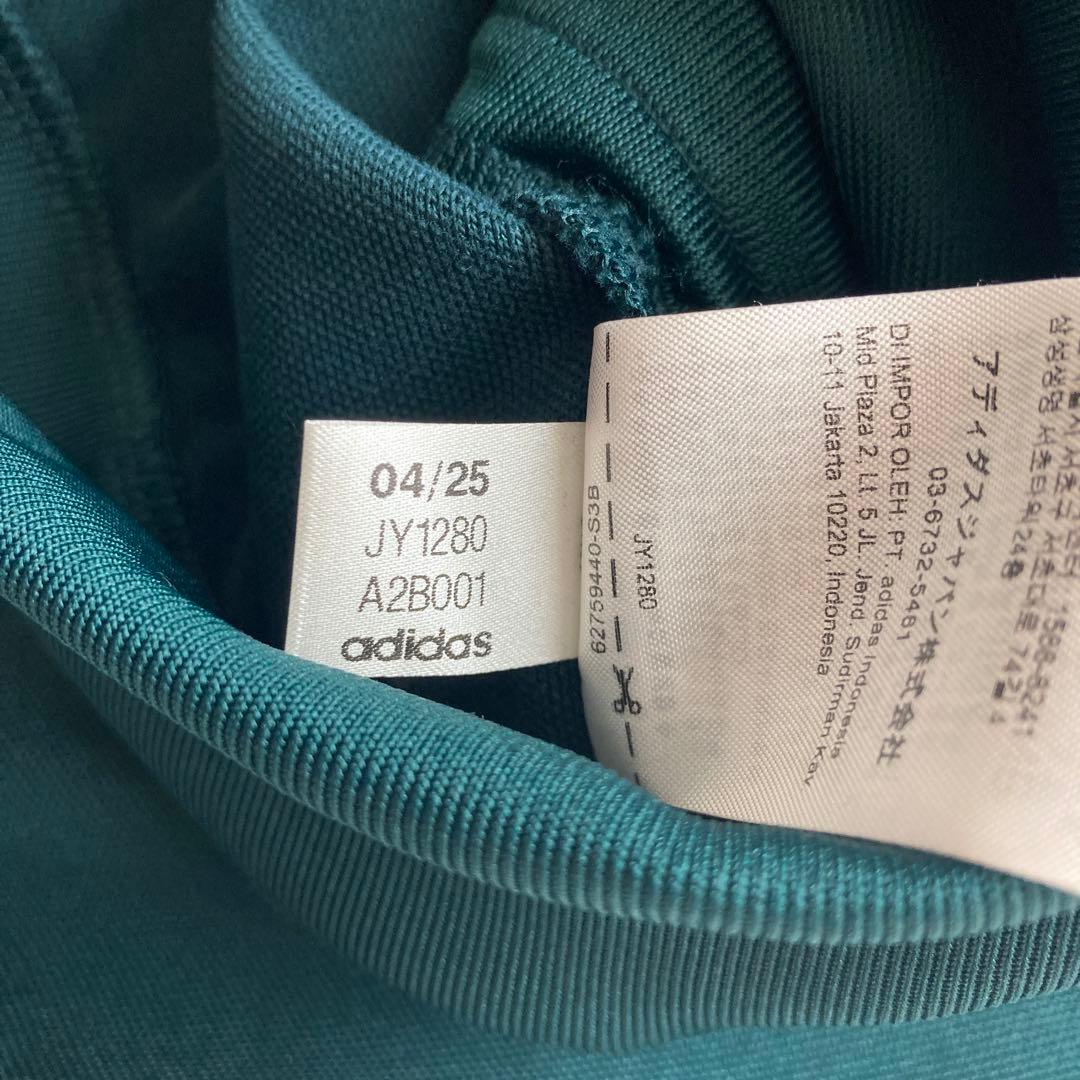 04/25
JY1280
A2B001
adidas
62759440-S3B
JY1280
10-11 Jakarta 10220, Indonesia
Mid Plaza 2, Lt 5 JL. Jend. Sudirman Kav
DI IMPOR OLEH: PT. adidas Indonesia
03-6732-5481
アディダスジャパン株式会社